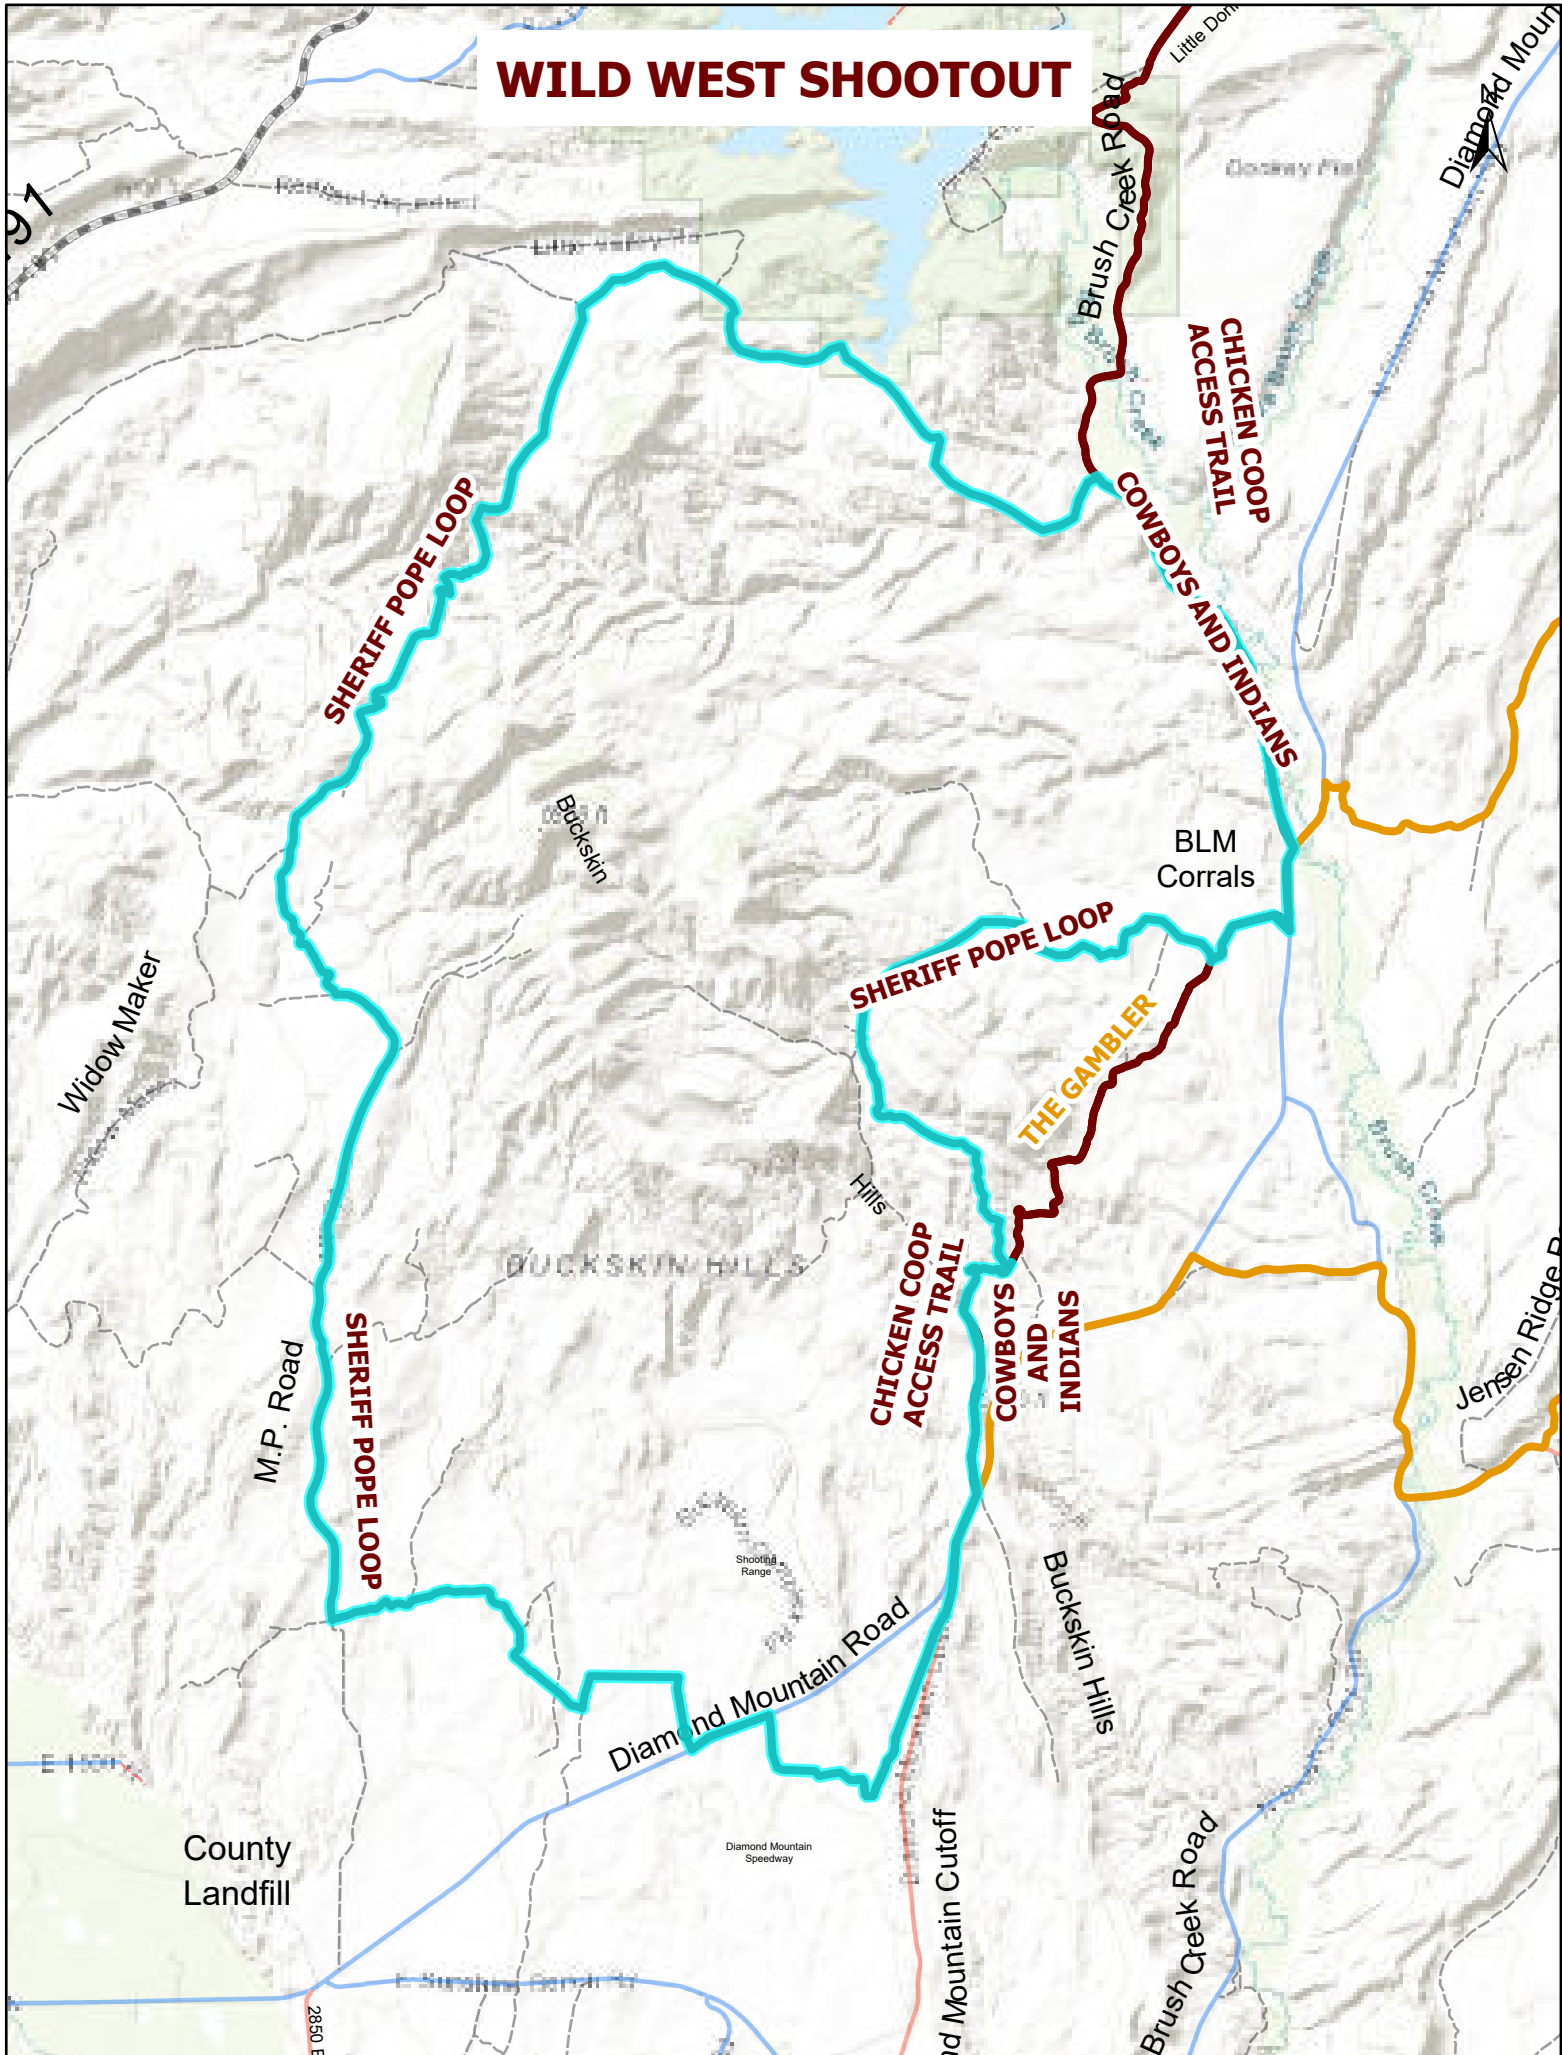 WILD WEST SHOOTOUT
Brush Creek Road
CHICKEN COOP
ACCESS TRAIL
COWBOYS AND INDIANS
SHERIFF POPE LOOP
Buckskin
BLM
Corrals
SHERIFF POPE LOOP
Widow Maker
THE GAMBLER
Hills
BUCKSKIN HILLS
CHICKEN COOP
ACCESS TRAIL
COWBOYS
AND
INDIANS
M.P. Road
SHERIFF POPE LOOP
Shooting
Range
Diamond Mountain Road
Buckskin Hills
Diamond Mountain
Speedway
County
Landfill
Mountain Cutoff
Brush Creek Road
Jensen Ridge
Diamond
Little
2850 E